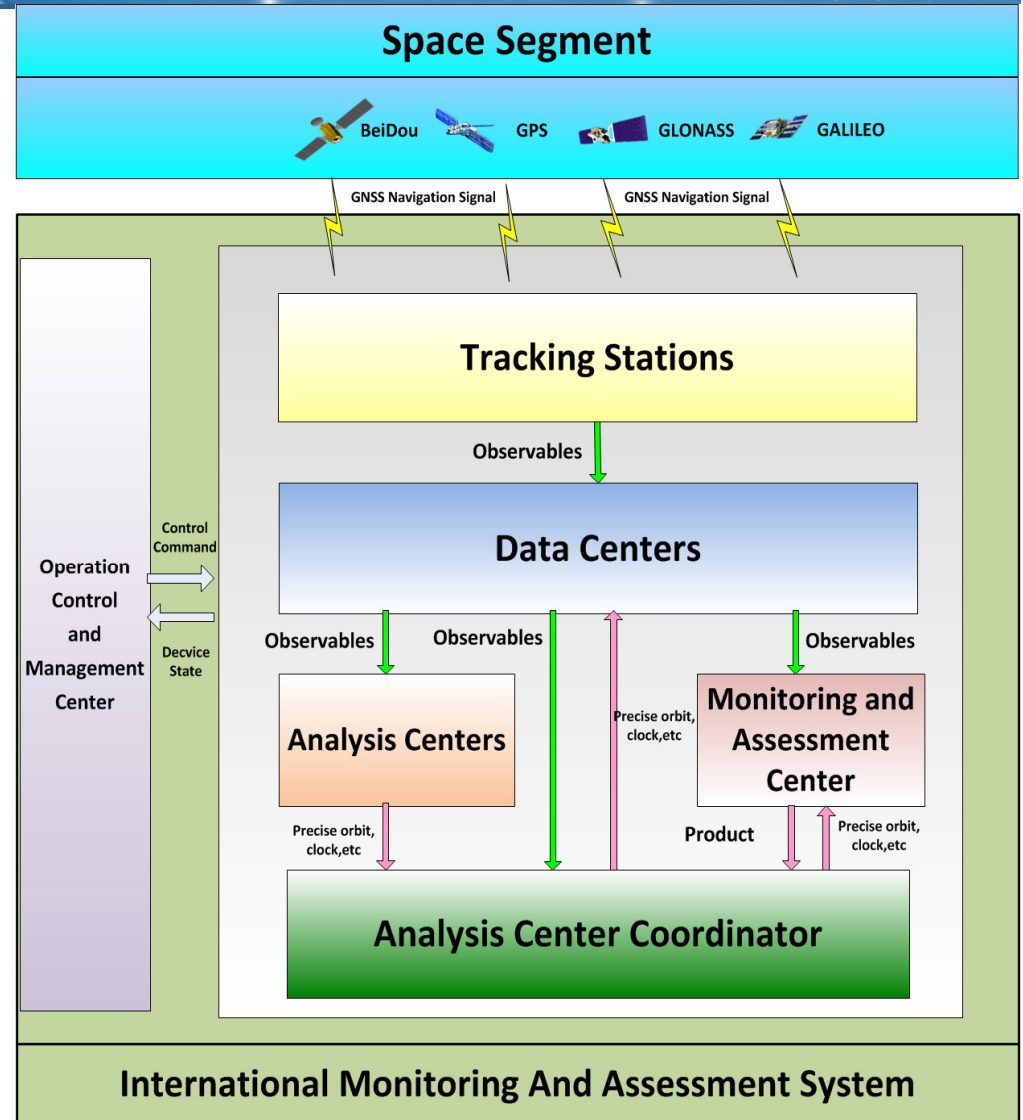 Space Segment
BeiDou
GPS
GLONASS
GALILEO
GNSS Navigation Signal
GNSS Navigation Signal
Tracking Stations
Observables
Data Centers
Control
Command
Decvice
State
Operation
Control
and
Management
Center
Observables
Observables
Observables
Analysis Centers
Precise orbit,
clock,etc
Monitoring and
Assessment
Center
Precise orbit,
clock,etc
Product
Precise orbit,
clock,etc
Analysis Center Coordinator
International Monitoring And Assessment System